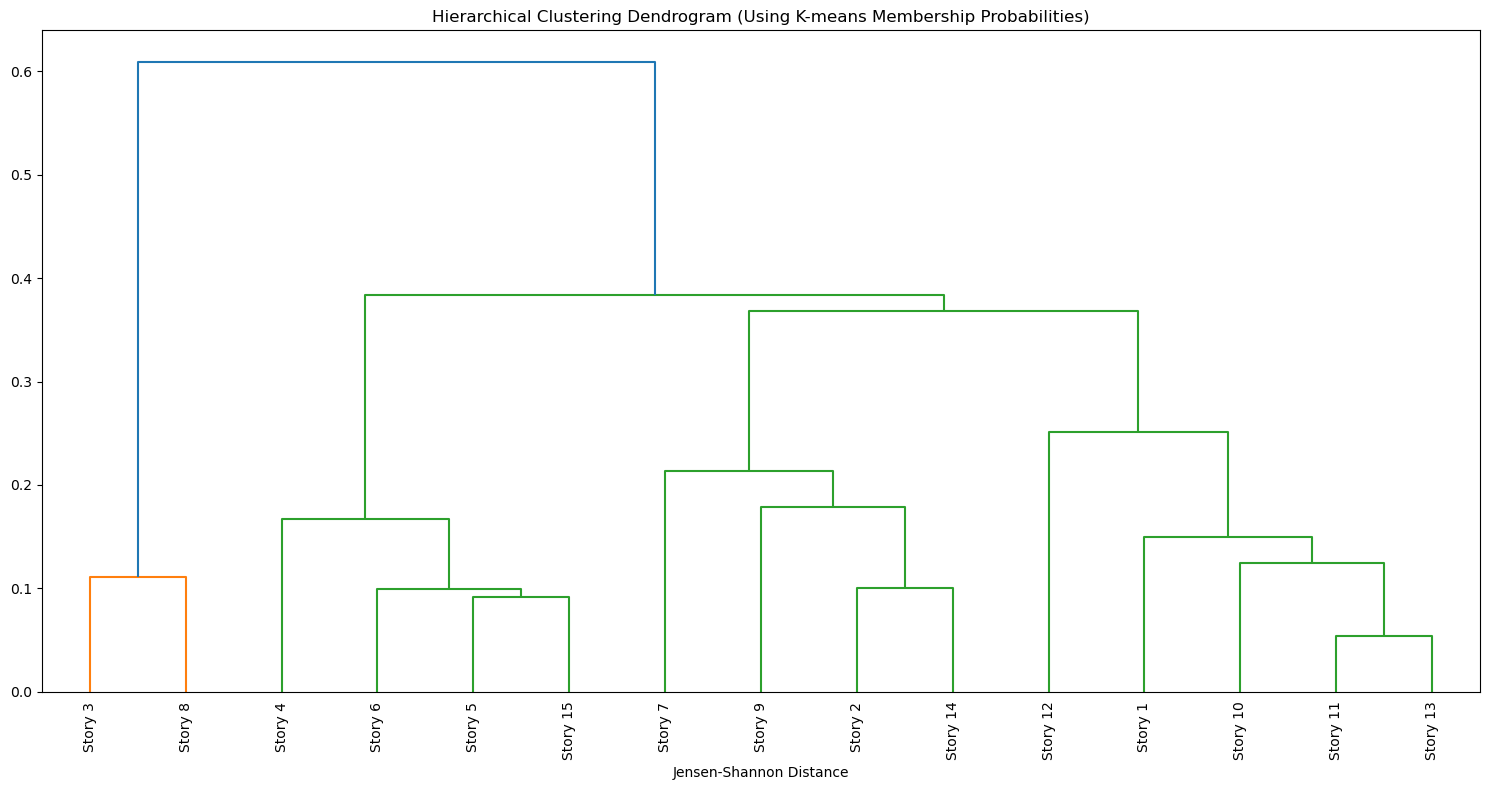 Hierarchical Clustering Dendrogram (Using K-means Membership Probabilities)
0.6
0.5
0.4
0.3
0.2
0.1
0.0
Story 3
Story 8
Story 4
Story 6
Story 5
Story 15
Story 7
Story 9
Story 2
Story 14
Story 12
Story 1
Story 10
Story 11
Story 13
Jensen-Shannon Distance